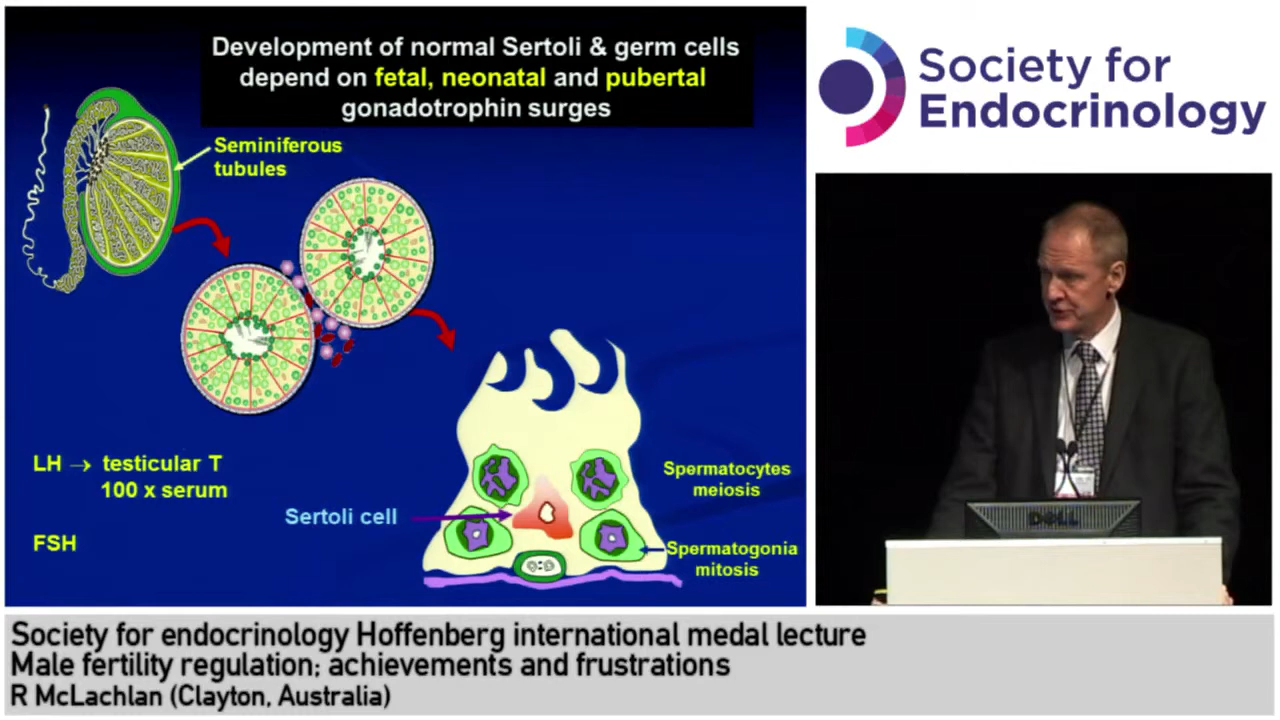 Development of normal Sertoli & germ cells
depend on fetal, neonatal and pubertal
gonadotrophin surges
Seminiferous
tubules
LH → testicular T
100 x serum
FSH
Sertoli cell
Spermatocytes
meiosis
Spermatogonia
mitosis
Society for
Endocrinology
DELL
Society for endocrinology Hoffenberg international medal lecture
Male fertility regulation; achievements and frustrations
R McLachlan (Clayton, Australia)